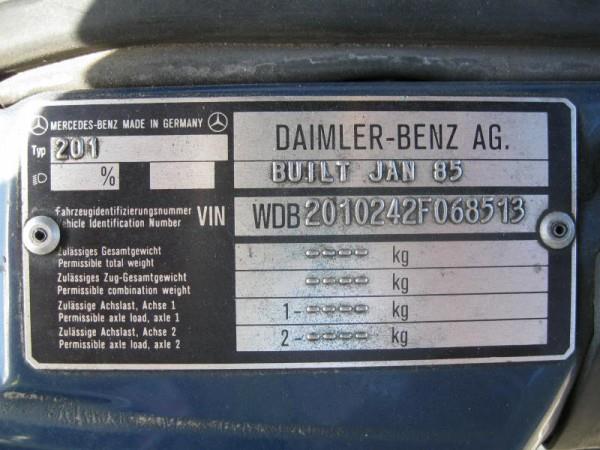 MERCEDES-BENZ MADE IN GERMANY
Typ 201
%
DAIMLER-BENZ AG.
BUILT JAN 85
Fahrzeugidentifizierungsnummer
Vehicle Identification Number
VIN WDB2010242F068513
Zulässiges Gesamtgewicht
Permissible total weight
---- kg
Zulässiges Zug-Gesamtgewicht
Permissible combination weight
---- kg
Zulässige Achslast, Achse 1
Permissible axle load, axle 1
1----- kg
Zulässige Achslast, Achse 2
Permissible axle load, axle 2
2----- kg